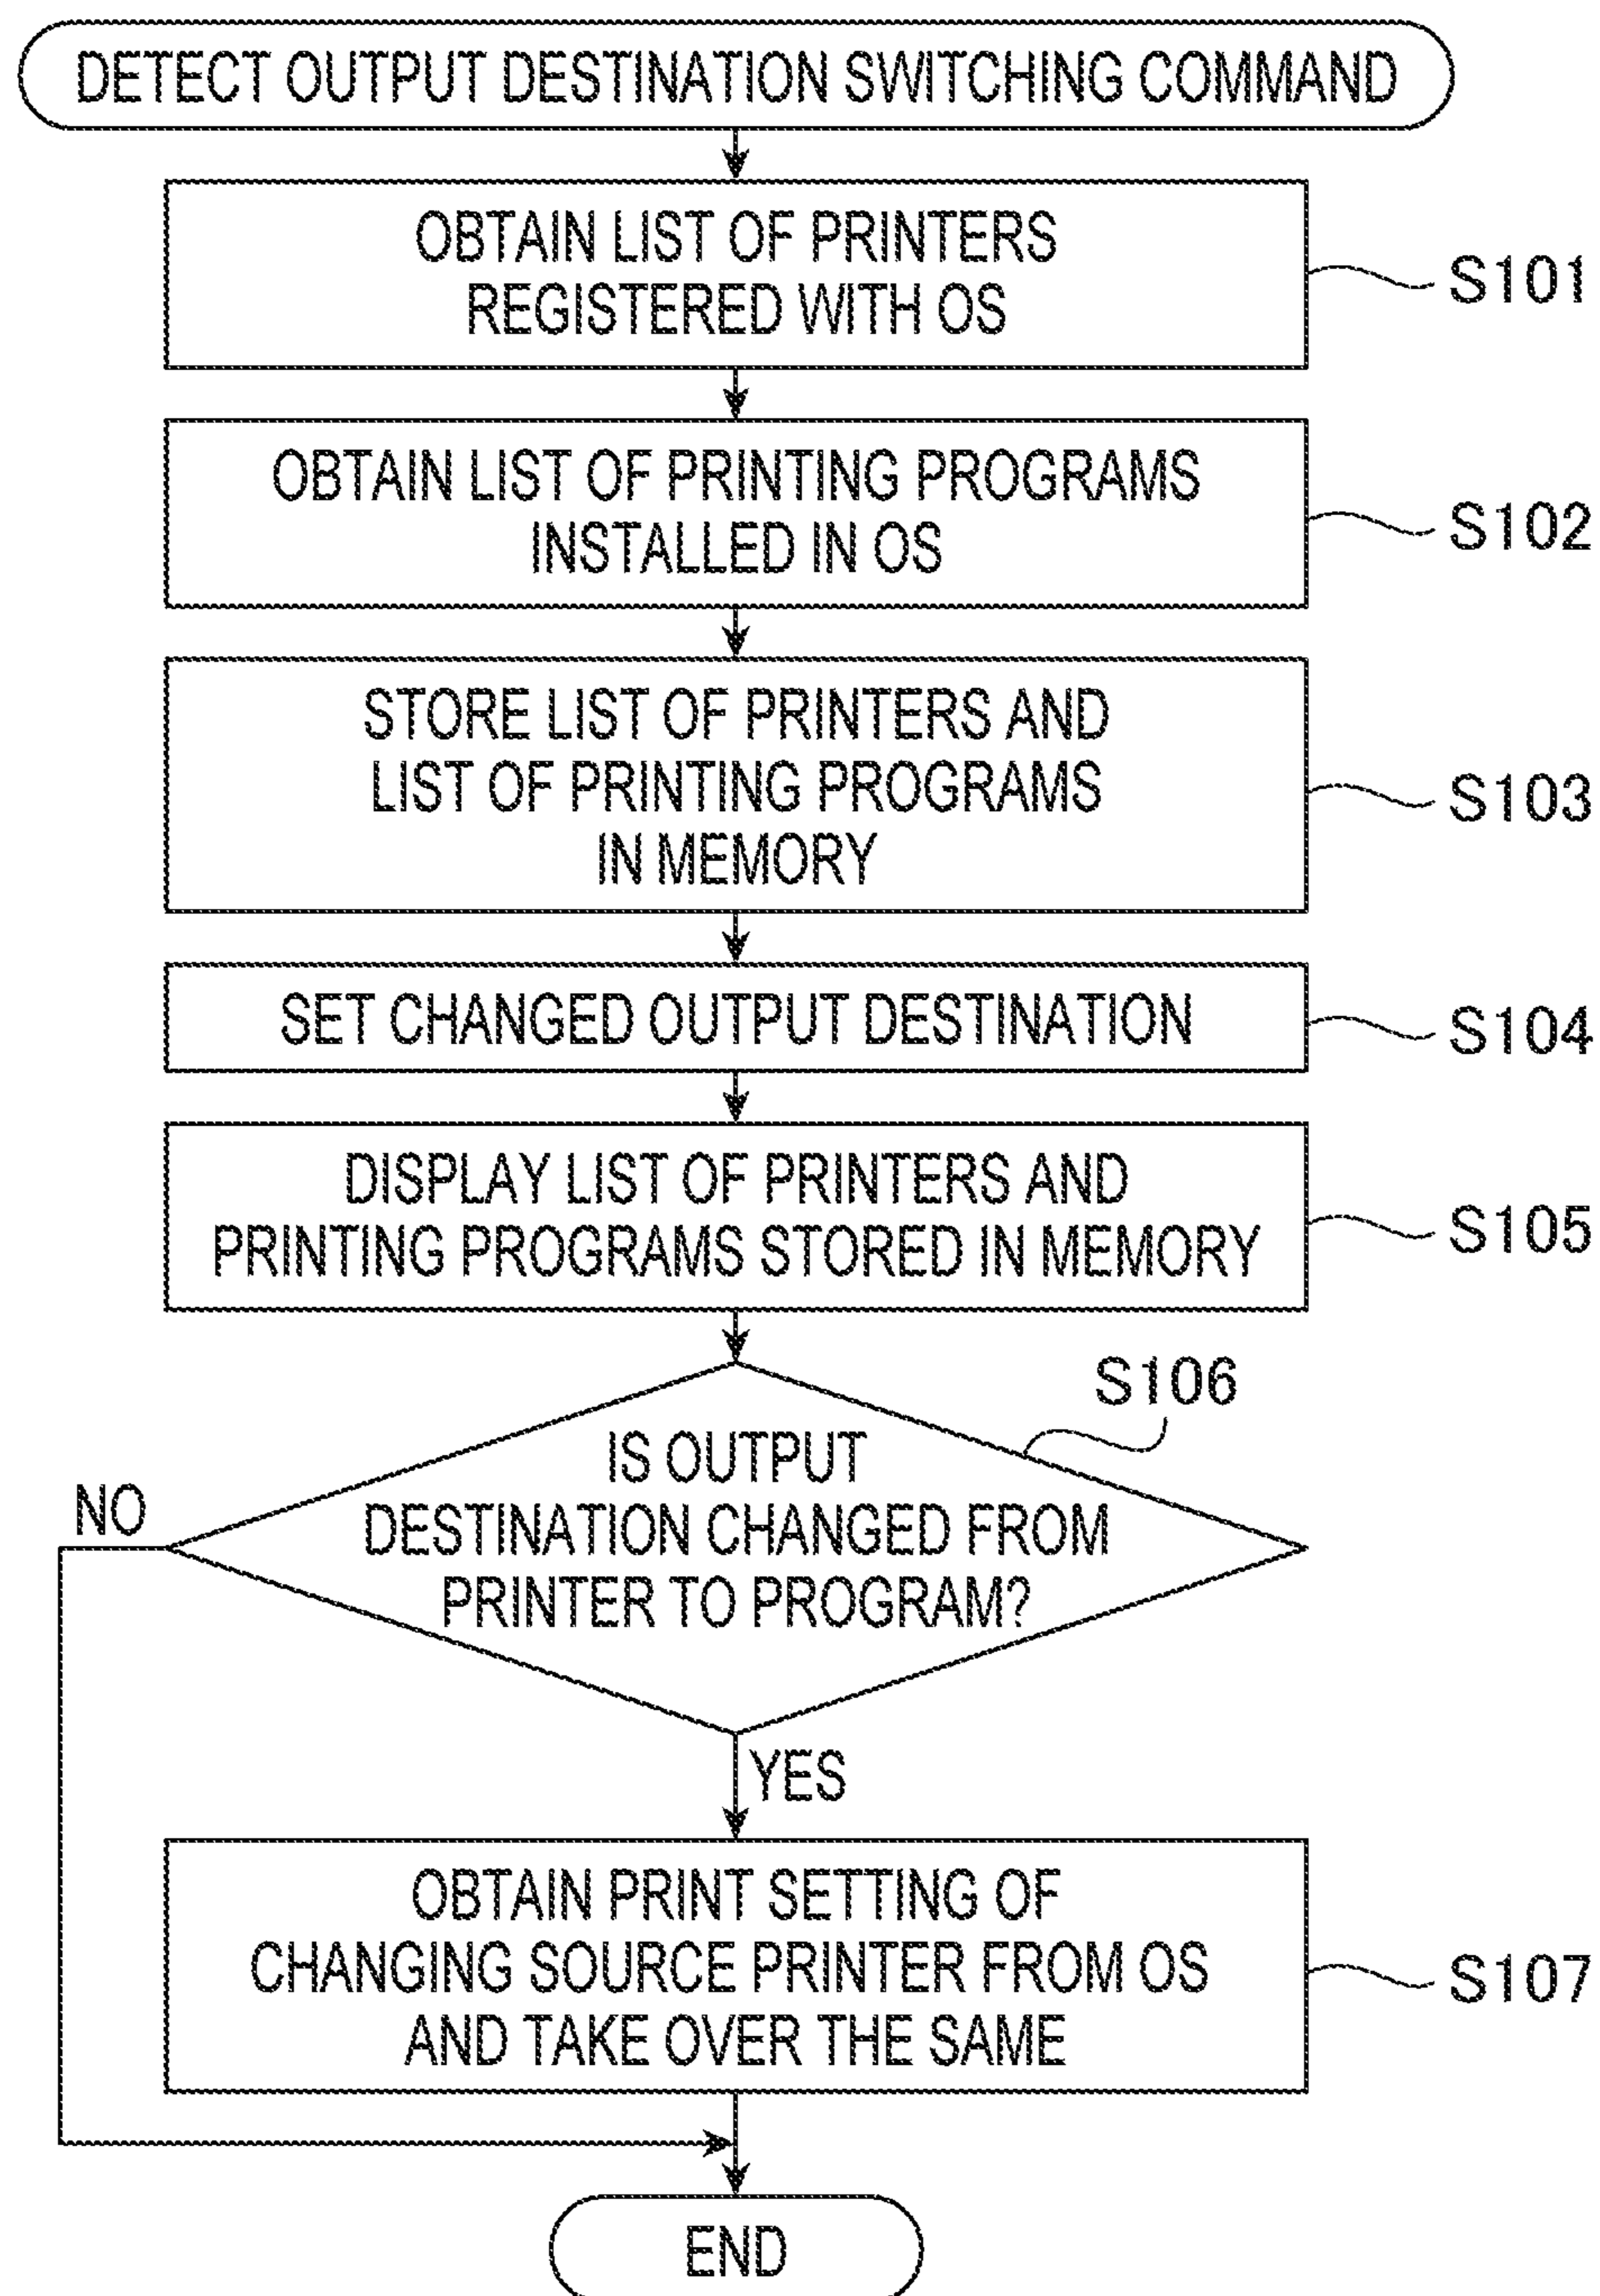 DETECT OUTPUT DESTINATION SWITCHING COMMAND
OBTAIN LIST OF PRINTERS
REGISTERED WITH OS
S101
OBTAIN LIST OF PRINTING PROGRAMS
INSTALLED IN OS
S102
STORE LIST OF PRINTERS AND
LIST OF PRINTING PROGRAMS
IN MEMORY
S103
SET CHANGED OUTPUT DESTINATION
S104
DISPLAY LIST OF PRINTERS AND
PRINTING PROGRAMS STORED IN MEMORY
S105
S106
IS OUTPUT
DESTINATION CHANGED FROM
PRINTER TO PROGRAM?
NO
YES
OBTAIN PRINT SETTING OF
CHANGING SOURCE PRINTER FROM OS
AND TAKE OVER THE SAME
S107
END